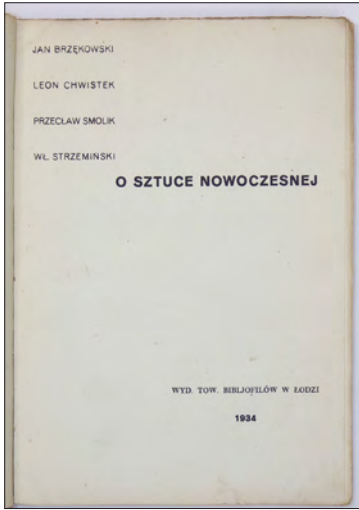 JAN BRZĘKOWSKI
LEON CHWISTEK
PRZECŁAW SMOLIK
WŁ. STRZEMIŃSKI
O SZTUCE NOWOCZESNEJ
WYD. TOW. BIBLJOFILÓW W ŁODZI
1934